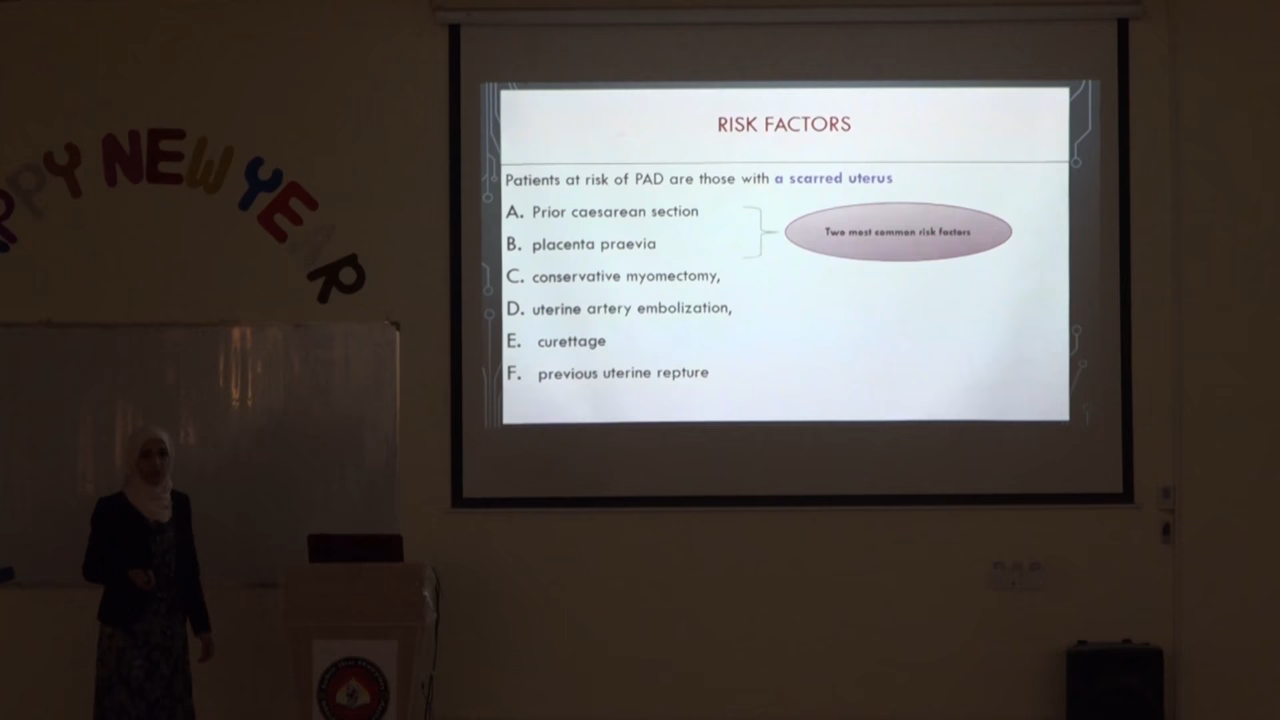 PPY NEW YEAR
RISK FACTORS
Patients at risk of PAD are those with a scarred uterus
A. Prior caesarean section
B. placenta praevia
Two most common risk factors
C. conservative myomectomy,
D. uterine artery embolization,
E. curettage
F. previous uterine repture